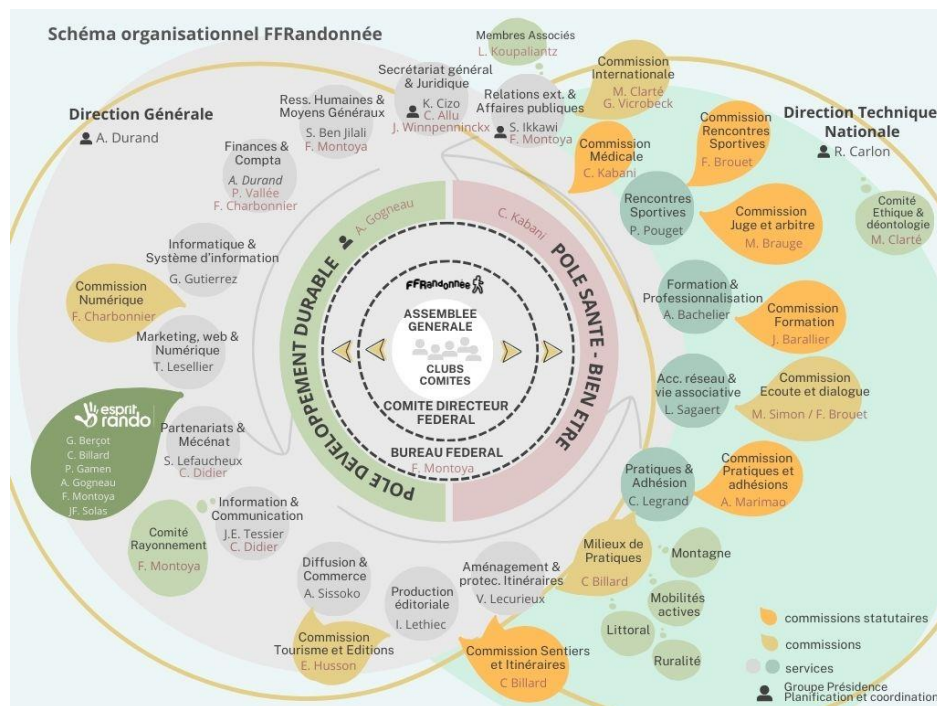 Schéma organisationnel FFRandonnée
Membres Associés
L. Koupaliantz
Direction Générale
A. Durand
Ress. Humaines &
Moyens Généraux
S. Ben Jilali
F. Montoya
Secrétariat général
& Juridique
K. Cizo
C. Allu
J. Winnpenninckx
Relations ext. &
Affaires publiques
S. Ikkawi
F. Montoya
Commission
Internationale
M. Clarté
G. Vicrobeck
Direction Technique
Nationale
R. Carlon
Commission
Rencontres
Sportives
F. Brouet
Commission
Médicale
C. Kabani
Finances &
Compta
A. Durand
P. Vallée
F. Charbonnier
Rencontres
Sportives
P. Pouget
Commission
Juge et arbitre
M. Brauge
Comité
Ethique &
déontologie
M. Clarté
Informatique &
Système d'information
G. Gutierrez
Commission
Numérique
F. Charbonnier
Marketing, web &
Numérique
T. Lesellier
POLE DEVELOPPEMENT DURABLE
A. Gogneau
C. Kabani
POLE SANTE - BIEN ETRE
FFRandonnée
ASSEMBLEE
GENERALE
CLUBS
COMITES
COMITE DIRECTEUR
FEDERAL
BUREAU FEDERAL
F. Montoya
Formation &
Professionnalisation
A. Bachelier
Commission
Formation
J. Barallier
Acc. réseau &
vie associative
L. Sagaert
Commission
Ecoute et dialogue
M. Simon / F. Brouet
esprit
rando
G. Berçot
C. Billard
P. Gamen
A. Gogneau
F. Montoya
JF. Solas
Partenariats &
Mécénat
S. Lefaucheux
C. Didier
Pratiques &
Adhésion
C. Legrand
Commission
Pratiques et
adhésions
A. Marimao
Information &
Communication
J.E. Tessier
C. Didier
Comité
Rayonnement
F. Montoya
Diffusion &
Commerce
A. Sissoko
Production
éditoriale
I. Lethiec
Aménagement &
protec. Itinéraires
V. Lecurieux
Milieux de
Pratiques
C Billard
Montagne
Mobilités
actives
Littoral
Ruralité
Commission
Tourisme et Editions
E. Husson
Commission Sentiers
et Itinéraires
C Billard
commissions statutaires
commissions
services
Groupe Présidence
Planification et coordination